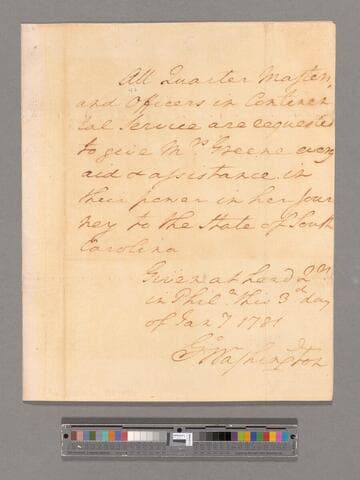 All Quarter Masters,
and Officers in Continen
tal Service are requested
to give Mrs Greene every
aid & assistance in
their power in her Jour
ney to the State of South
Carolina
Given at head Qrs
in Phila this 3d day
of Jany 1781
Go Washington